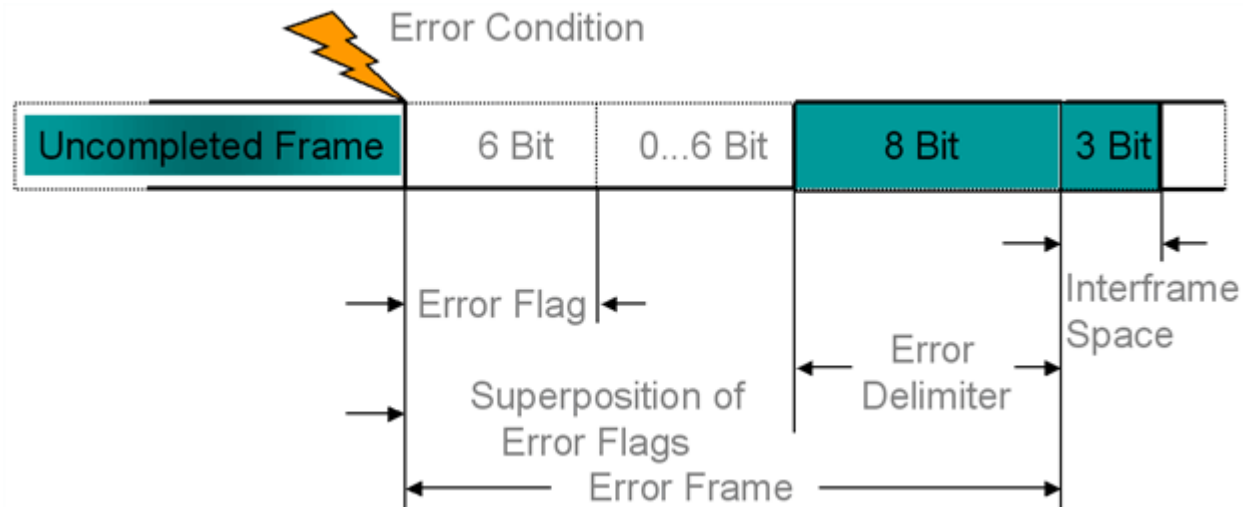 Error Condition
Uncompleted Frame
6 Bit
0...6 Bit
8 Bit
3 Bit
Error Flag
Interframe
Space
Error
Delimiter
Superposition of
Error Flags
Error Frame